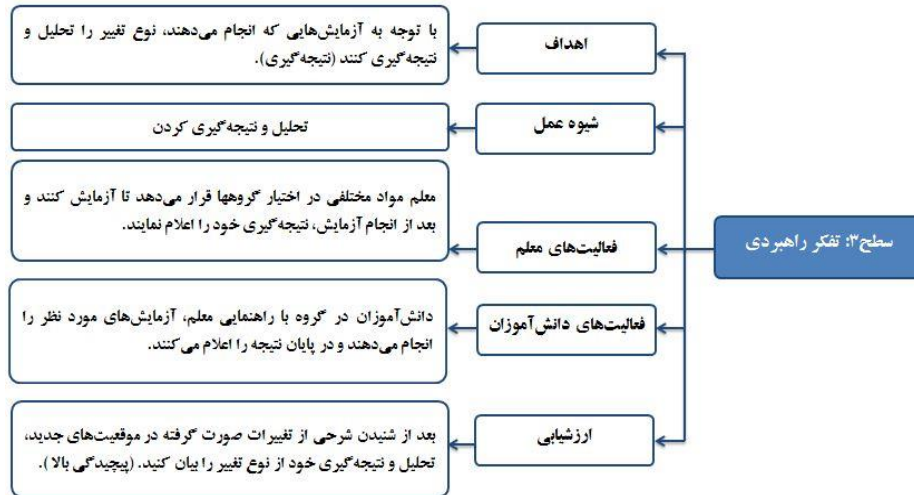 سطح۳: تفکر راهبردی
اهداف
با توجه به آزمایش‌هایی که انجام می‌دهند، نوع تغییر را تحلیل و
نتیجه‌گیری کنند (نتیجه‌گیری).
شیوه عمل
تحلیل و نتیجه‌گیری کردن
فعالیت‌های معلم
معلم مواد مختلفی در اختیار گروهها قرار می‌دهد تا آزمایش کنند و
بعد از انجام آزمایش، نتیجه‌گیری خود را اعلام نمایند.
فعالیت‌های دانش‌آموزان
دانش‌آموزان در گروه با راهنمایی معلم، آزمایش‌های مورد نظر را
انجام می‌دهند و در پایان نتیجه را اعلام می‌کنند.
ارزشیابی
بعد از شنیدن شرحی از تغییرات صورت گرفته در موقعیت‌های جدید،
تحلیل و نتیجه‌گیری خود از نوع تغییر را بیان کنید. (پیچیدگی بالا ).